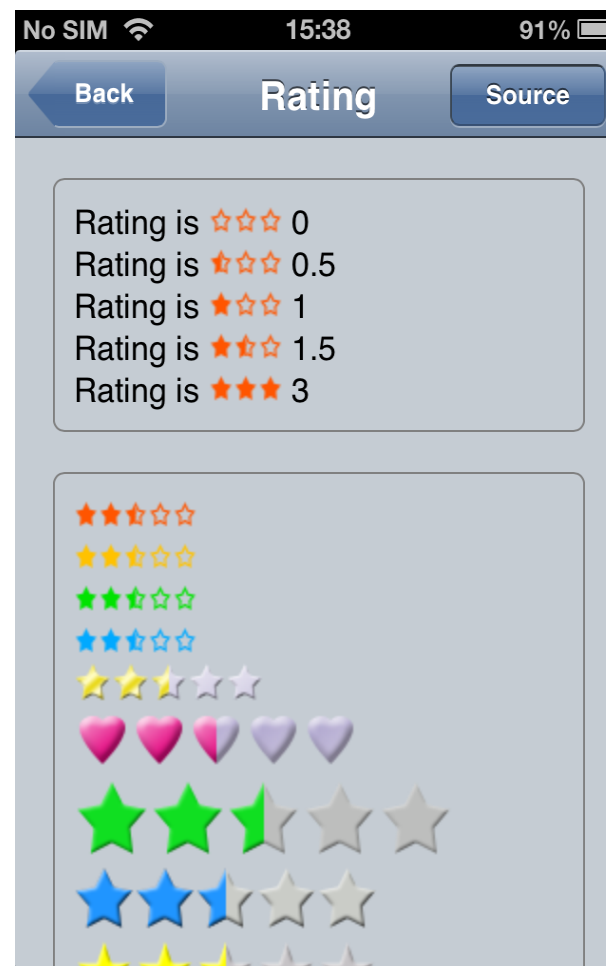 No SIM 15:38 91%
Back Rating Source
Rating is 0
Rating is 0.5
Rating is 1
Rating is 1.5
Rating is 3